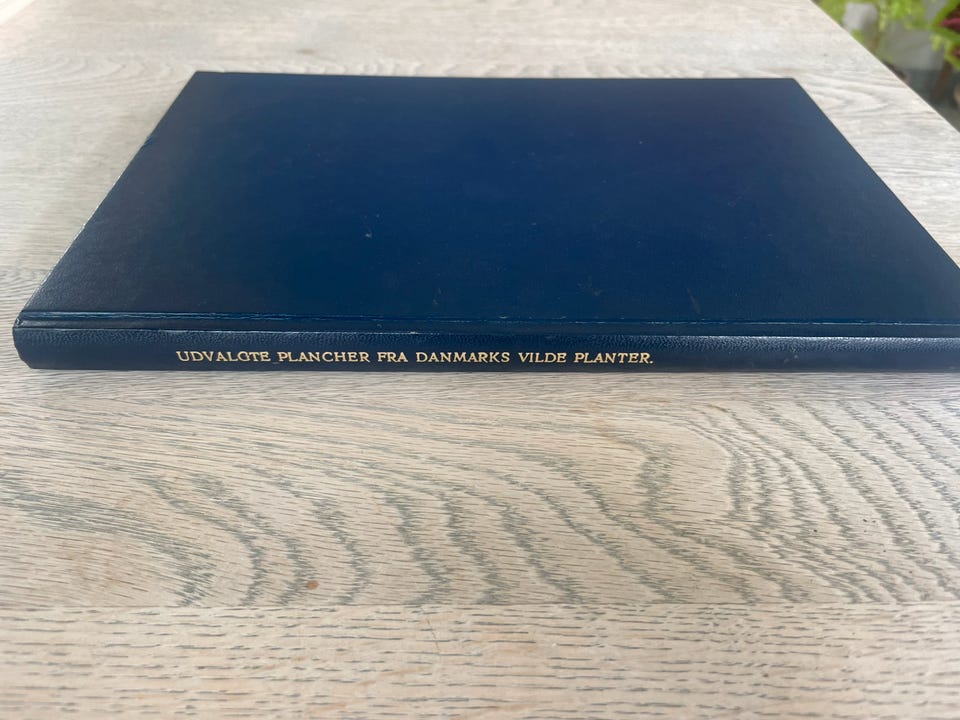 UDVALGTE PLANCHER FRA DANMARKS VILDE PLANTER.